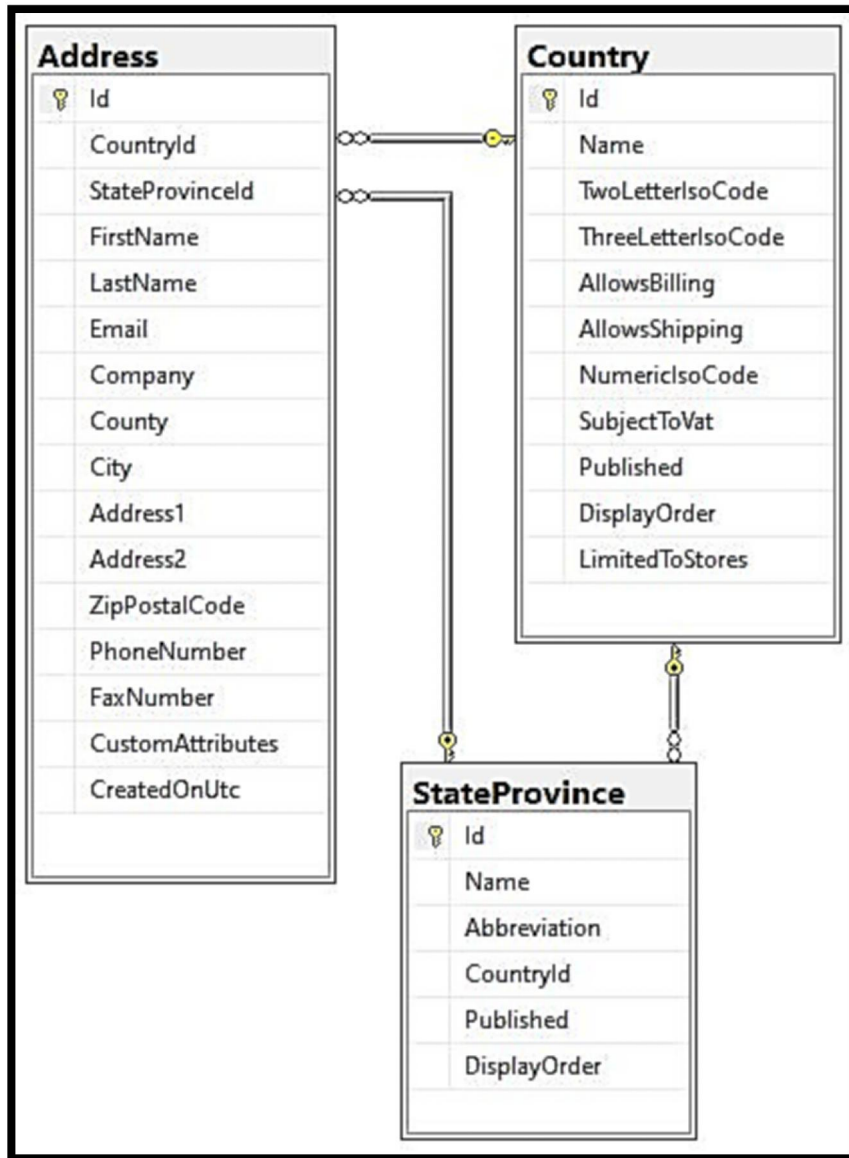 Address
Id
CountryId
StateProvinceId
FirstName
LastName
Email
Company
County
City
Address1
Address2
ZipPostalCode
PhoneNumber
FaxNumber
CustomAttributes
CreatedOnUtc
Country
Id
Name
TwoLetterIsoCode
ThreeLetterIsoCode
AllowsBilling
AllowsShipping
NumericIsoCode
SubjectToVat
Published
DisplayOrder
LimitedToStores
StateProvince
Id
Name
Abbreviation
CountryId
Published
DisplayOrder